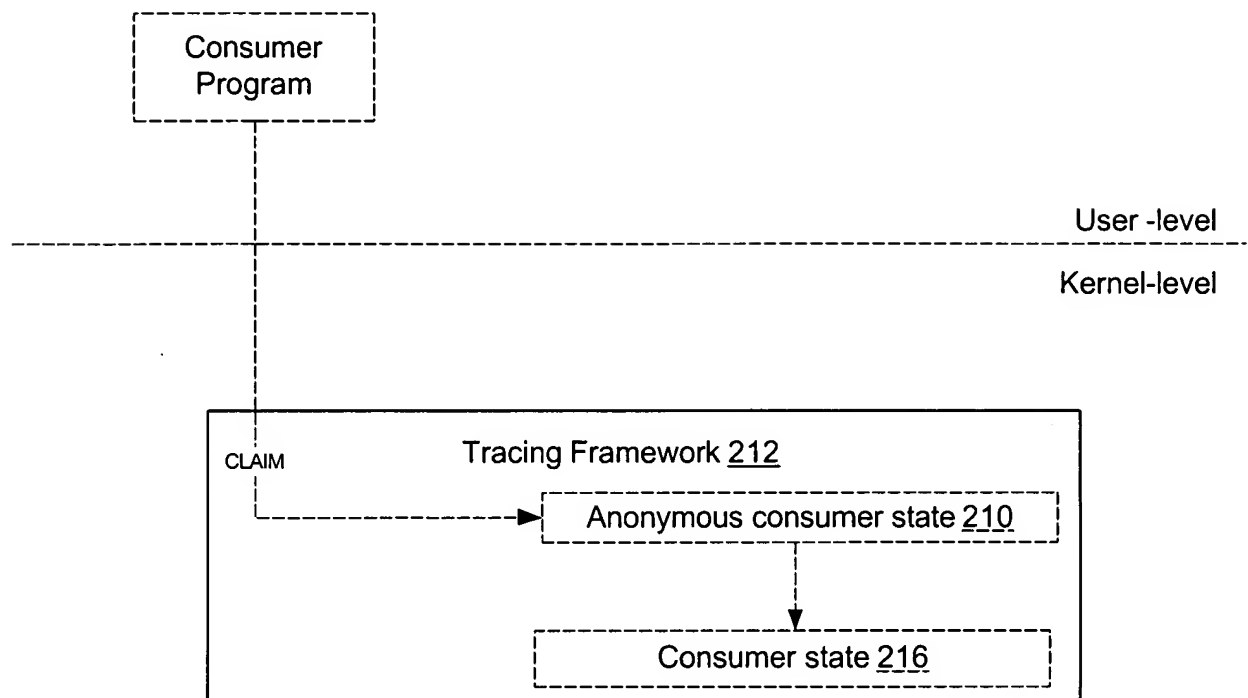 Consumer
Program
User -level
Kernel-level
CLAIM
Tracing Framework 212
Anonymous consumer state 210
Consumer state 216